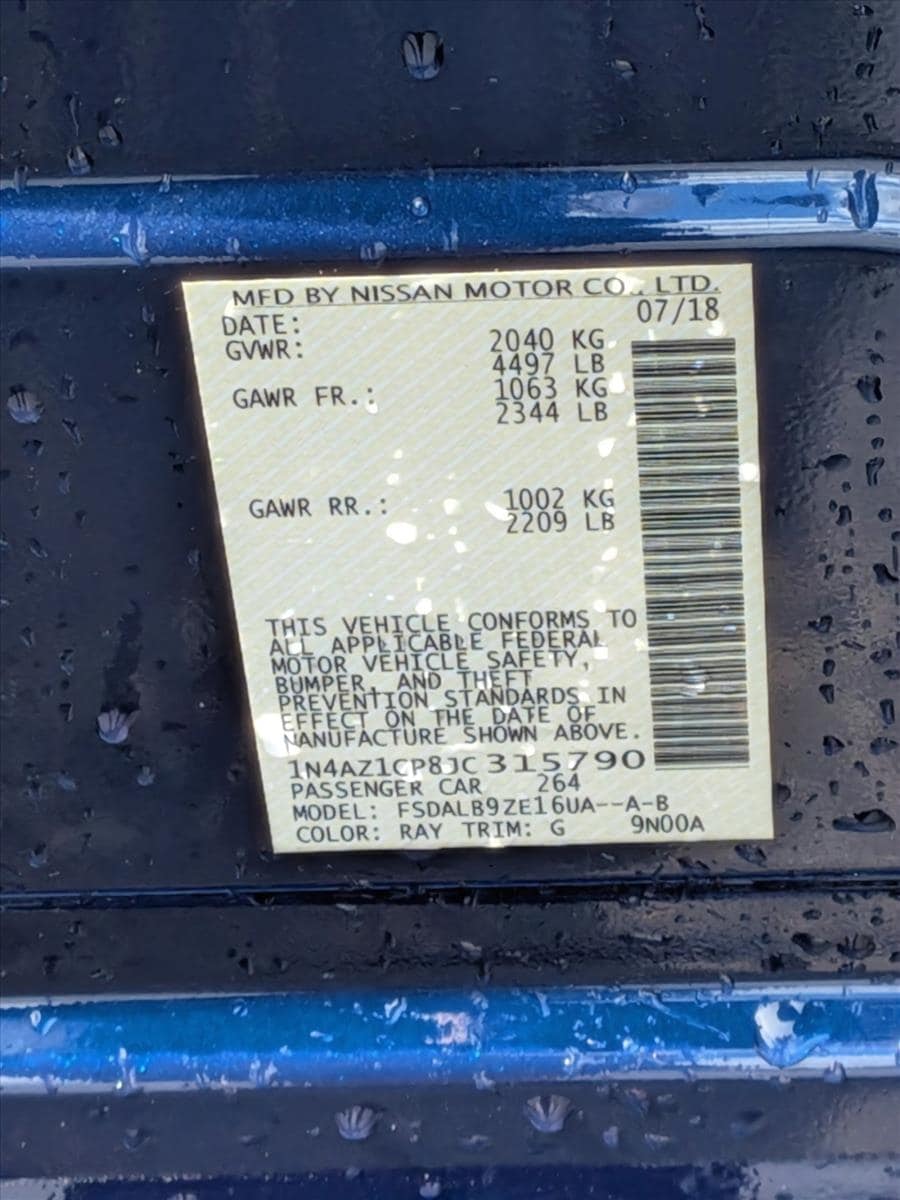 MFD BY NISSAN MOTOR CO., LTD.
DATE: 07/18
GVWR: 2040 KG
4497 LB
GAWR FR.: 1063 KG
2344 LB
GAWR RR.: 1002 KG
2209 LB
THIS VEHICLE CONFORMS TO
ALL APPLICABLE FEDERAL
MOTOR VEHICLE SAFETY,
BUMPER, AND THEFT
PREVENTION STANDARDS IN
EFFECT ON THE DATE OF
MANUFACTURE SHOWN ABOVE.
1N4AZ1CP8JC315790
PASSENGER CAR 264
MODEL: FSDALB9ZE16UA--A-B
COLOR: RAY TRIM: G 9N00A